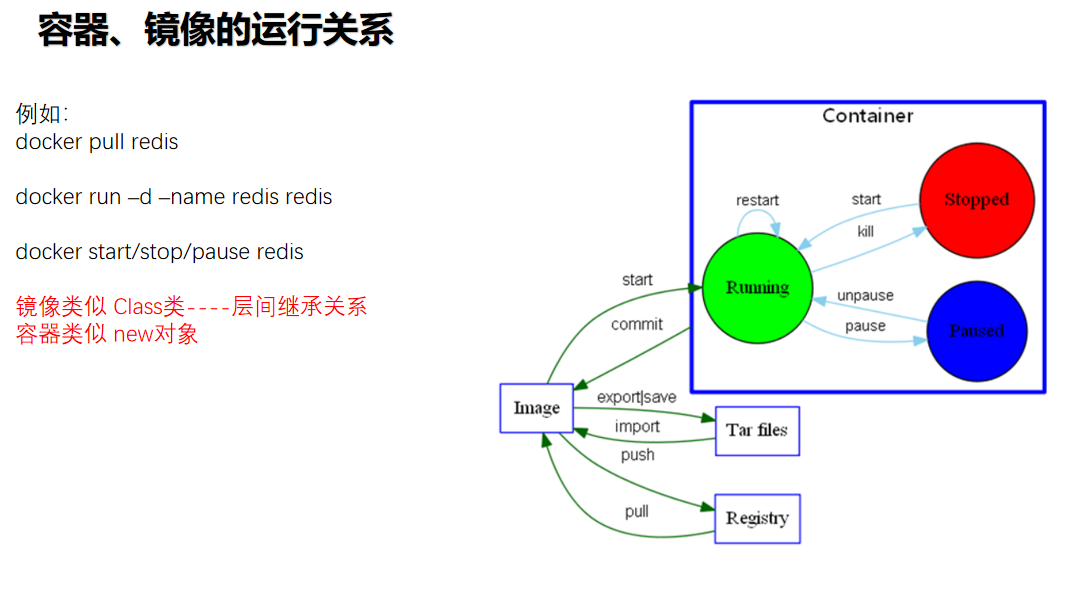 容器、镜像的运行关系
例如：
docker pull redis
docker run –d –name redis redis
docker start/stop/pause redis
镜像类似 Class类----层间继承关系
容器类似 new对象
Container
Stopped
restart
start
kill
Running
unpause
pause
Paused
start
commit
Image
export|save
import
Tar files
push
pull
Registry